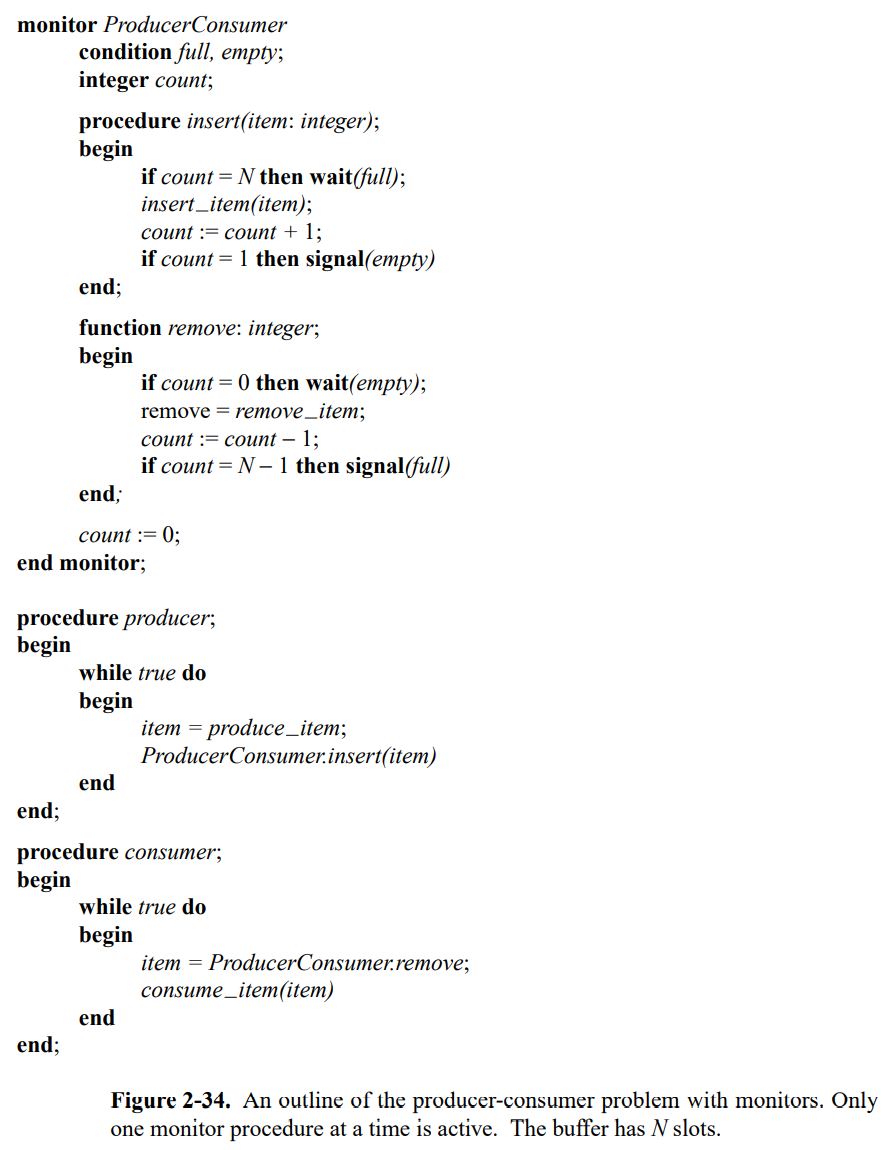 monitor ProducerConsumer
condition full, empty;
integer count;
procedure insert(item: integer);
begin
if count = N then wait(full);
insert_item(item);
count := count + 1;
if count = 1 then signal(empty)
end;
function remove: integer;
begin
if count = 0 then wait(empty);
remove = remove_item;
count := count − 1;
if count = N − 1 then signal(full)
end;
count := 0;
end monitor;
procedure producer;
begin
while true do
begin
item = produce_item;
ProducerConsumer.insert(item)
end
end;
procedure consumer;
begin
while true do
begin
item = ProducerConsumer.remove;
consume_item(item)
end
end;
Figure 2-34. An outline of the producer-consumer problem with monitors. Only
one monitor procedure at a time is active. The buffer has N slots.